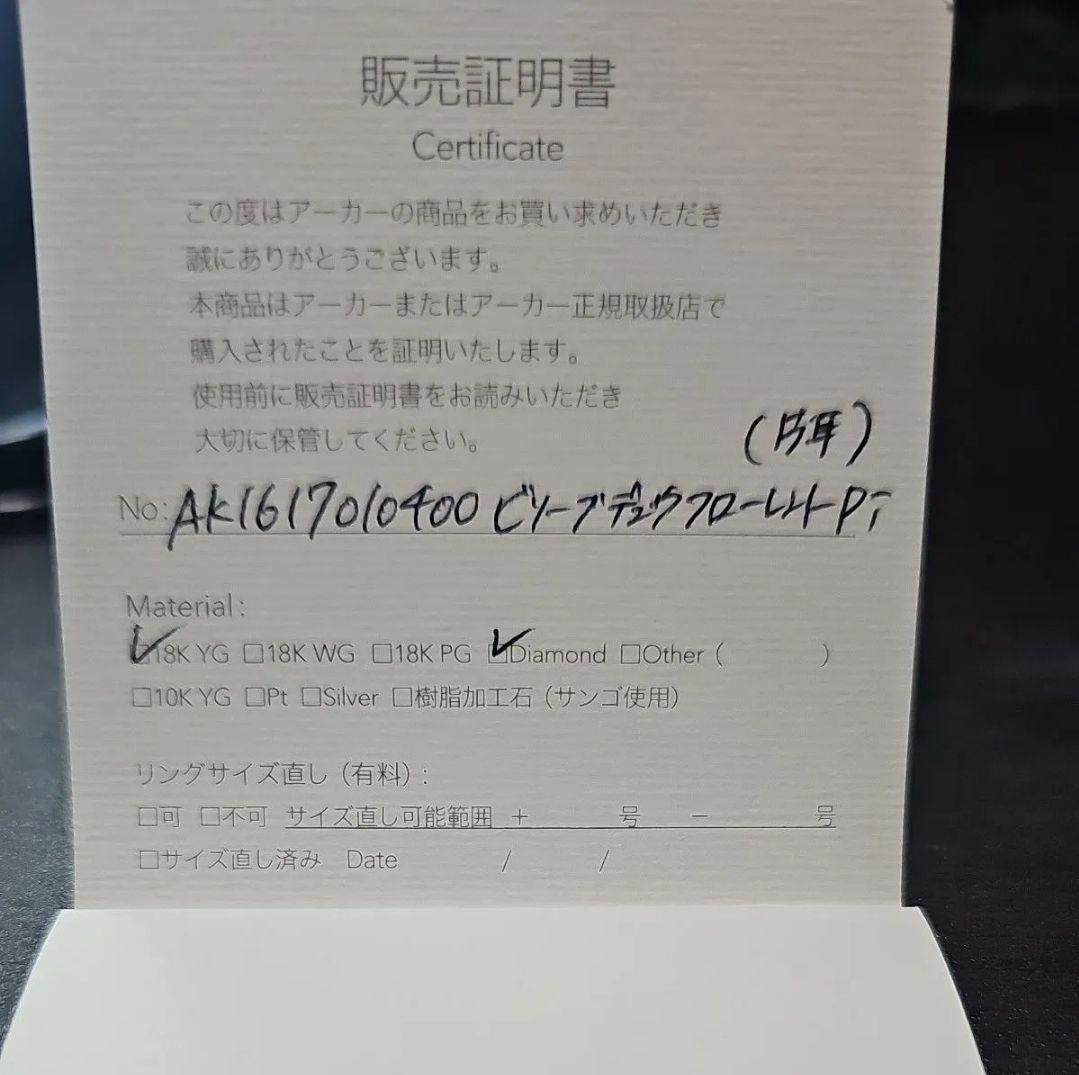 販売証明書
Certificate
この度はアーカーの商品をお買い求めいただき
誠にありがとうございます。
本商品はアーカーまたはアーカー正規取扱店で
購入されたことを証明いたします。
使用前に販売証明書をお読みいただき
大切に保管してください。
(片耳)
No: AK1617010400 ビソーブデュウフローレットPi
Material:
☑18K YG □18K WG □18K PG ☑Diamond □Other ( )
□10K YG □Pt □Silver □樹脂加工石（サンゴ使用）
リングサイズ直し（有料）:
□可 □不可 サイズ直し可能範囲 + 号 − 号
□サイズ直し済み Date / /